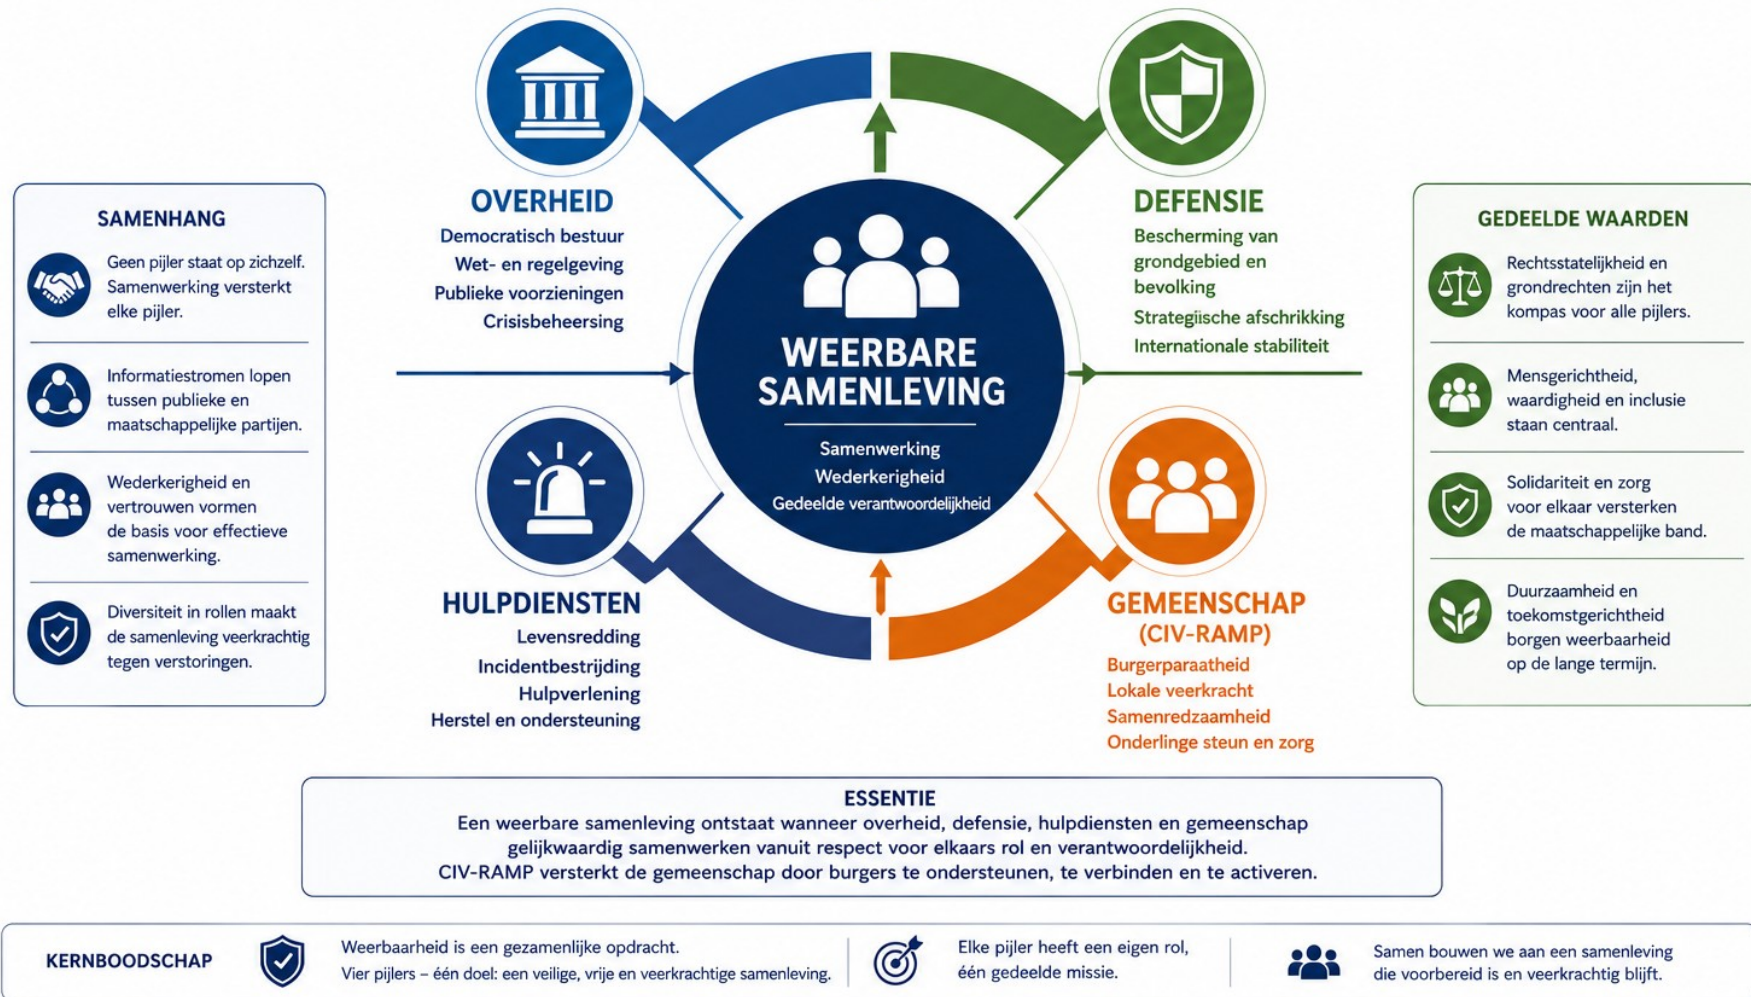 OVERHEID
Democratisch bestuur
Wet- en regelgeving
Publieke voorzieningen
Crisisbeheersing
DEFENSIE
Bescherming van
grondgebied en
bevolking
Strategiische afschrikking
Internationale stabiliteit
SAMENHANG
Geen pijler staat op zichzelf.
Samenwerking versterkt
elke pijler.
Informatiestromen lopen
tussen publieke en
maatschappelijke partijen.
Wederkerigheid en
vertrouwen vormen
de basis voor effectieve
samenwerking.
Diversiteit in rollen maakt
de samenleving veerkrachtig
tegen verstoringen.
WEERBARE
SAMENLEVING
Samenwerking
Wederkerigheid
Gedeelde verantwoordelijkheid
GEDEELDE WAARDEN
Rechtsstatelijkheid en
grondrechten zijn het
kompas voor alle pijlers.
Mensgerichtheid,
waardigheid en inclusie
staan centraal.
Solidariteit en zorg
voor elkaar versterken
de maatschappelijke band.
Duurzaamheid en
toekomstgerichtheid
borgen weerbaarheid
op de lange termijn.
HULPDIENSTEN
Levensredding
Incidentbestrijding
Hulpverlening
Herstel en ondersteuning
GEMEENSCHAP
(CIV-RAMP)
Burgerparaatheid
Lokale veerkracht
Samenredzaamheid
Onderlinge steun en zorg
ESSENTIE
Een weerbare samenleving ontstaat wanneer overheid, defensie, hulpdiensten en gemeenschap
gelijkwaardig samenwerken vanuit respect voor elkaars rol en verantwoordelijkheid.
CIV-RAMP versterkt de gemeenschap door burgers te ondersteunen, te verbinden en te activeren.
KERNBOODSCHAP
Weerbaarheid is een gezamenlijke opdracht.
Vier pijlers – één doel: een veilige, vrije en veerkrachtige samenleving.
Elke pijler heeft een eigen rol,
één gedeelde missie.
Samen bouwen we aan een samenleving
die voorbereid is en veerkrachtig blijft.